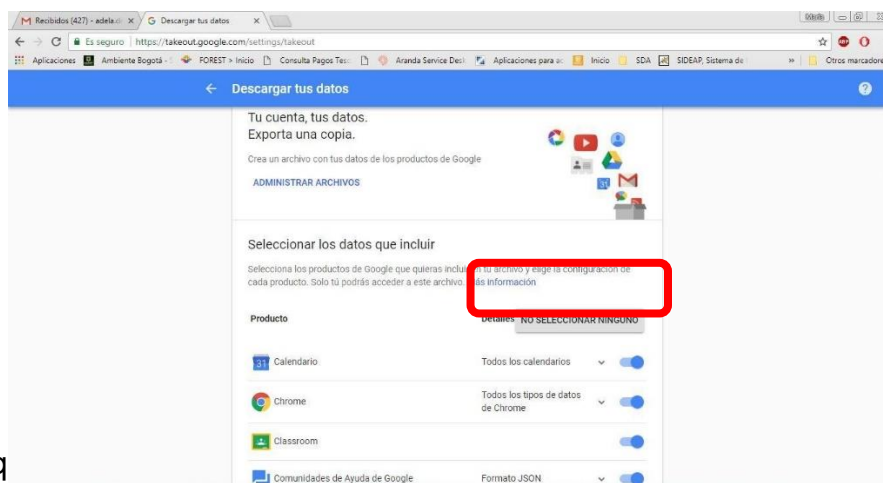 Recibidos (427) - adela.
Descargar tus datos
Es seguro | https://takeout.google.com/settings/takeout
Aplicaciones Ambiente Bogotá - FOREST > Inicio Consulta Pagos Aranda Service Desk Aplicaciones para Inicio SDA SIDEAP, Sistema de » Otros marcadore
← Descargar tus datos
Tu cuenta, tus datos.
Exporta una copia.
Crea un archivo con tus datos de los productos de Google
ADMINISTRAR ARCHIVOS
Seleccionar los datos que incluir
Selecciona los productos de Google que quieras incluir en tu archivo y elige la configuración de
cada producto. Solo tú podrás acceder a este archivo. Más información
Producto Detalles NO SELECCIONAR NINGUNO
31 Calendario Todos los calendarios
Chrome Todos los tipos de datos
de Chrome
Classroom
Comunidades de Ayuda de Google Formato JSON
q